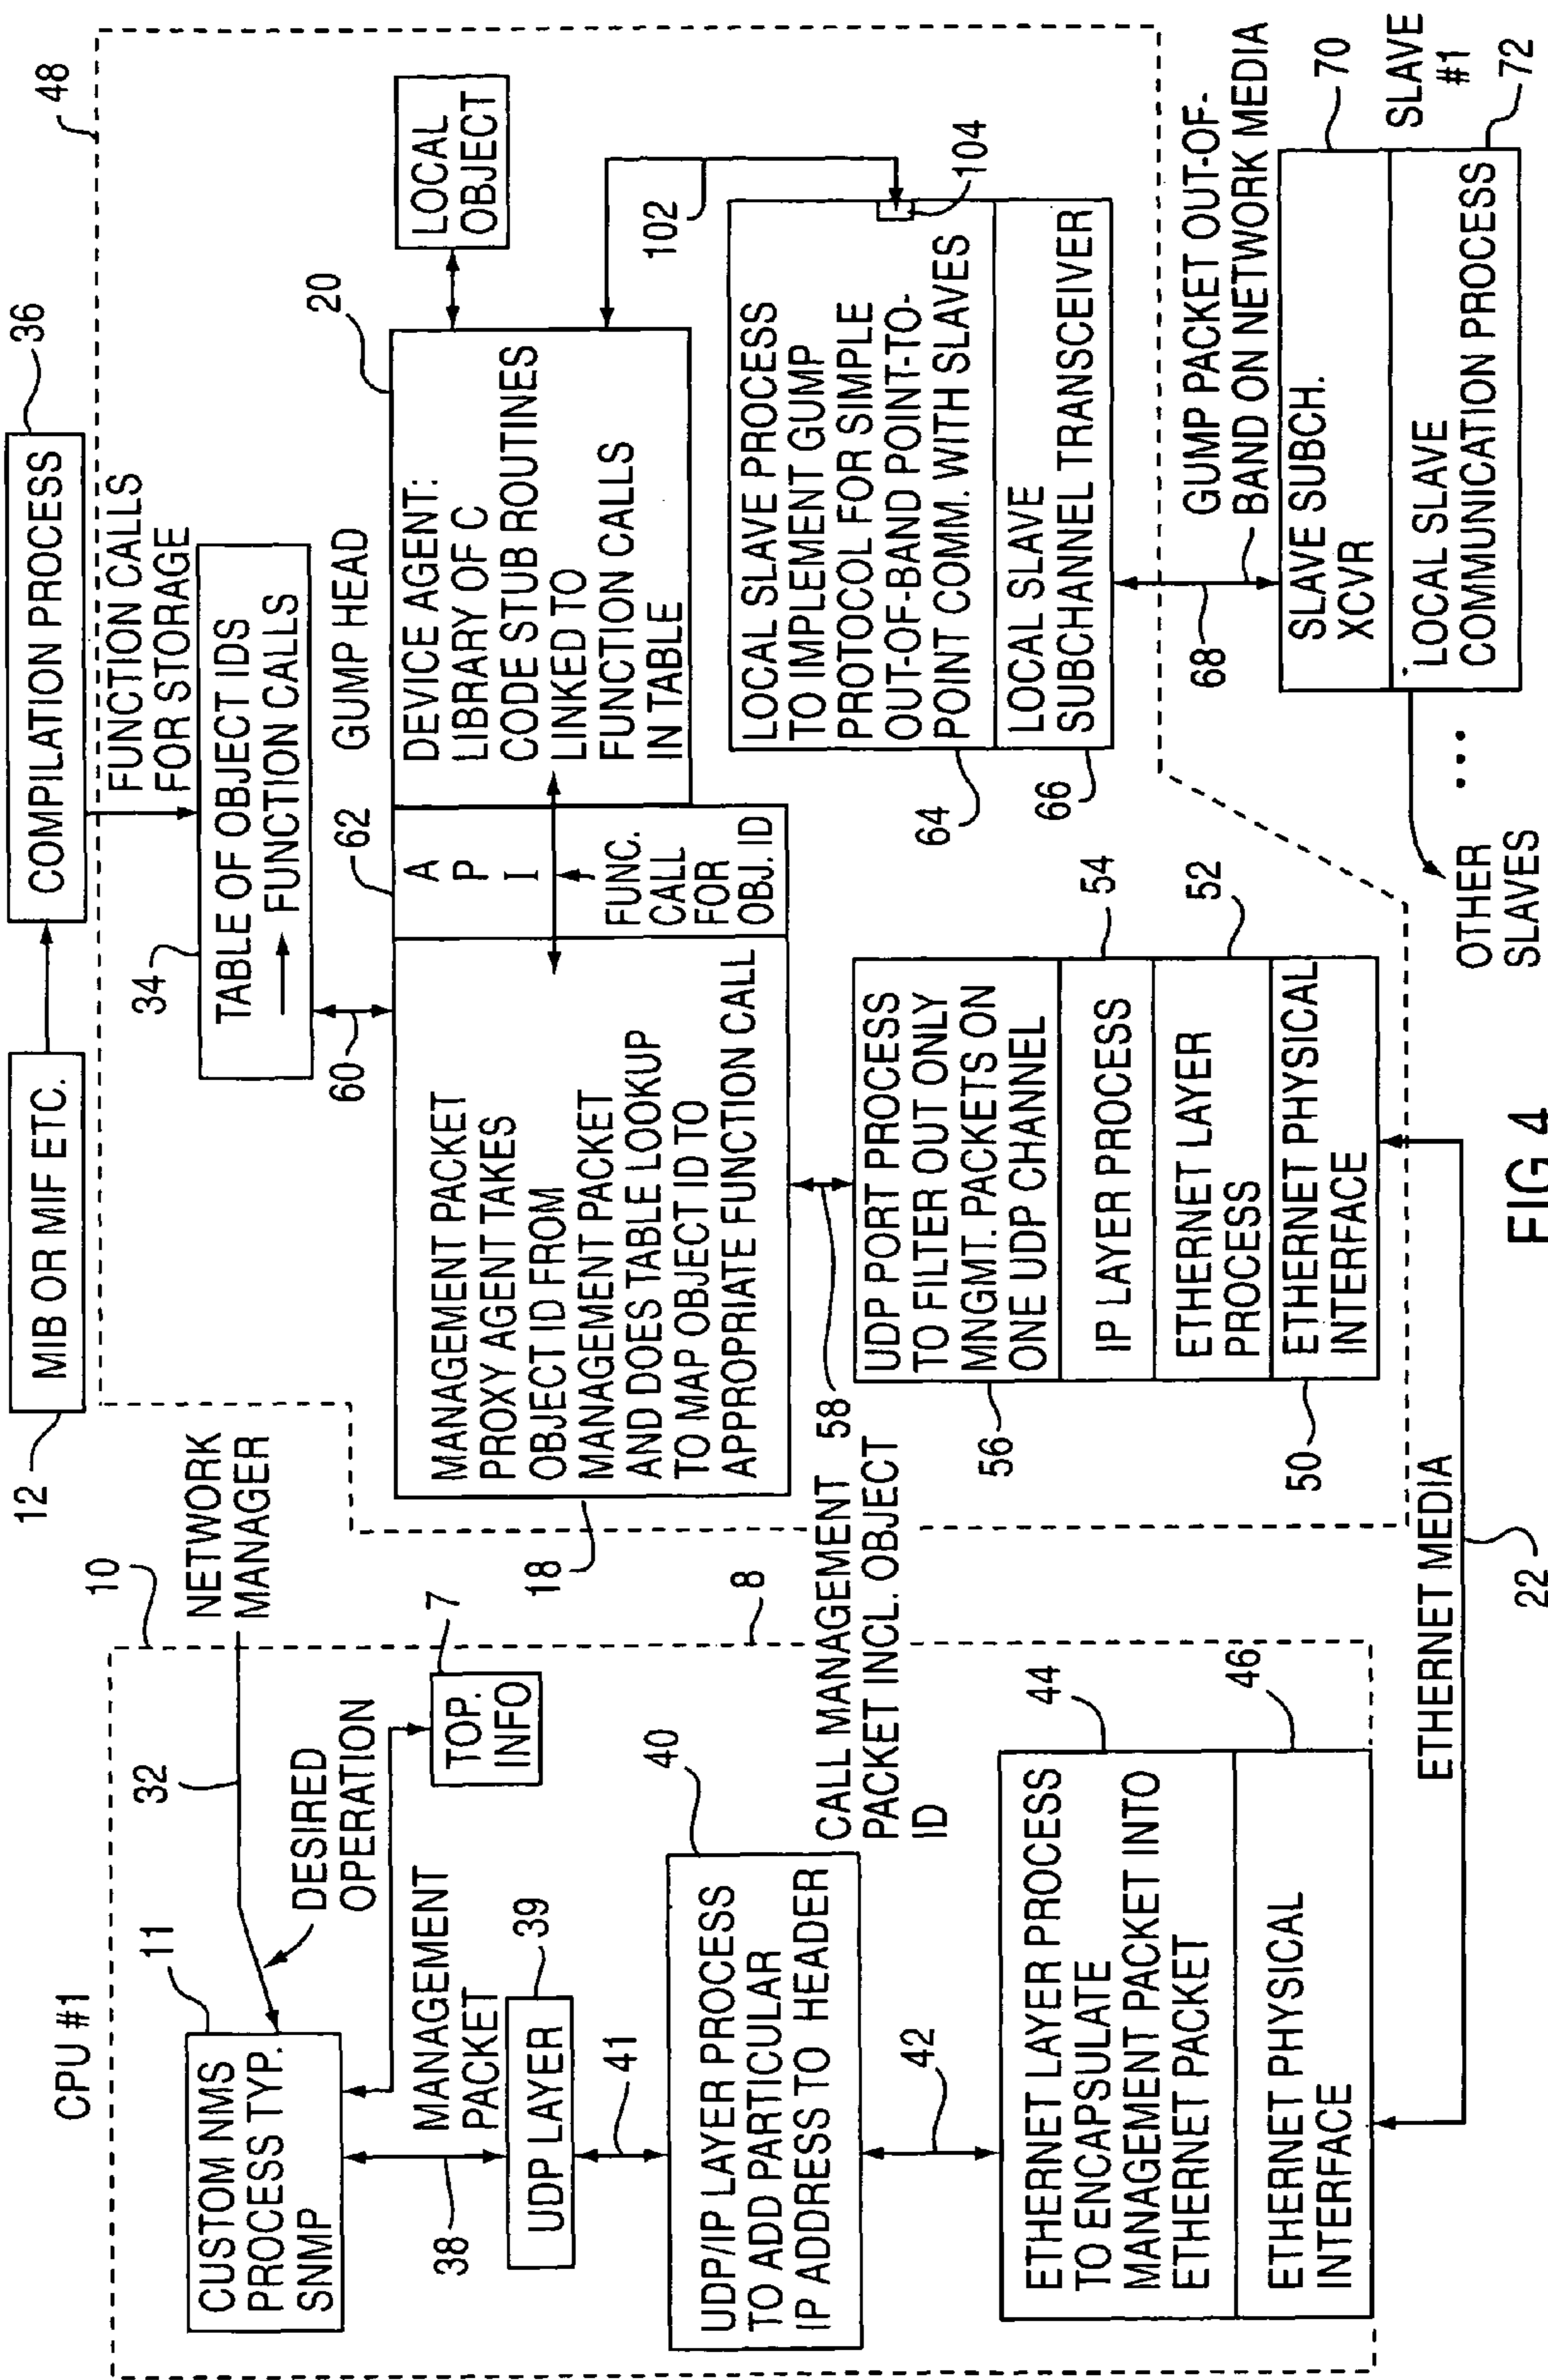 CPU #1
10
11
CUSTOM NMS
PROCESS TYP.
SNMP
32
NETWORK
MANAGER
DESIRED
OPERATION
7
TOP.
INFO
38
MANAGEMENT
PACKET
39
UDP LAYER
41
40
UDP/IP LAYER PROCESS
TO ADD PARTICULAR
IP ADDRESS TO HEADER
42
8
44
ETHERNET LAYER PROCESS
TO ENCAPSULATE
MANAGEMENT PACKET INTO
ETHERNET PACKET
46
ETHERNET PHYSICAL
INTERFACE
ETHERNET MEDIA
22
12
MIB OR MIF ETC.
36
COMPILATION PROCESS
48
FUNCTION CALLS
FOR STORAGE
34
TABLE OF OBJECT IDS
FUNCTION CALLS
60
GUMP HEAD
18
MANAGEMENT PACKET
PROXY AGENT TAKES
OBJECT ID FROM
MANAGEMENT PACKET
AND DOES TABLE LOOKUP
TO MAP OBJECT ID TO
APPROPRIATE FUNCTION CALL
62
A
P
I
FUNC.
CALL
FOR
OBJ. ID
20
DEVICE AGENT:
LIBRARY OF C
CODE STUB ROUTINES
LINKED TO
FUNCTION CALLS
IN TABLE
LOCAL
OBJECT
102
104
CALL MANAGEMENT
PACKET INCL. OBJECT
ID
58
56
UDP PORT PROCESS
TO FILTER OUT ONLY
MNGMT. PACKETS ON
ONE UDP CHANNEL
54
IP LAYER PROCESS
52
ETHERNET LAYER
PROCESS
50
ETHERNET PHYSICAL
INTERFACE
64
LOCAL SLAVE PROCESS
TO IMPLEMENT GUMP
PROTOCOL FOR SIMPLE
OUT-OF-BAND POINT-TO-
POINT COMM. WITH SLAVES
66
LOCAL SLAVE
SUBCHANNEL TRANSCEIVER
68
GUMP PACKET OUT-OF-
BAND ON NETWORK MEDIA
70
SLAVE SUBCH.
XCVR
SLAVE
#1
72
LOCAL SLAVE
COMMUNICATION PROCESS
...
OTHER
SLAVES
FIG 4